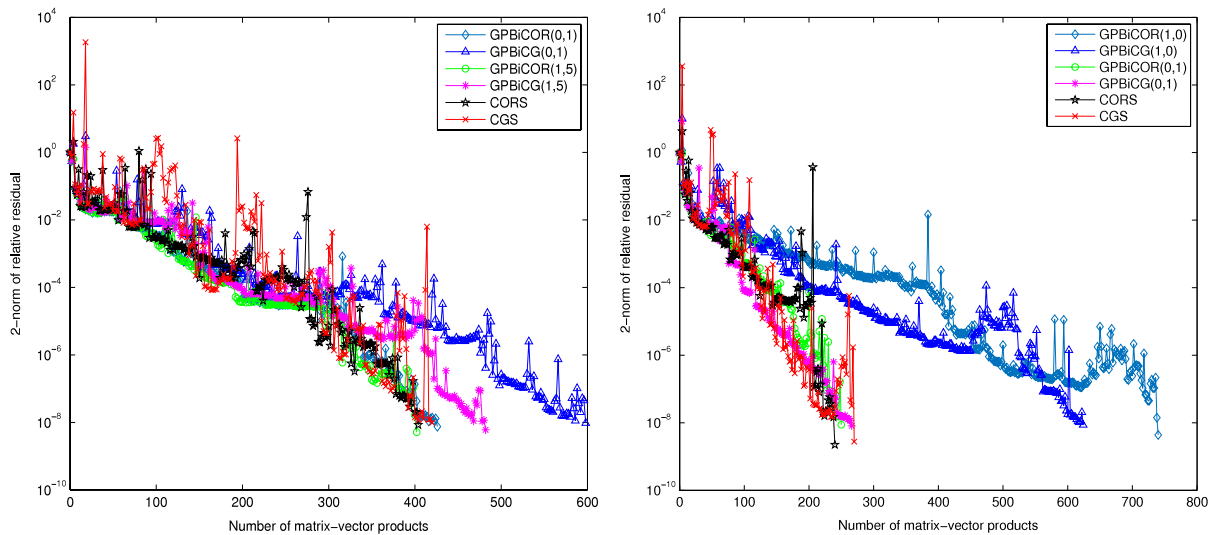 10^4
10^2
10^0
10^−2
10^−4
10^−6
10^−8
10^−10
2−norm of relative residual
0 100 200 300 400 500 600
Number of matrix−vector products
GPBiCOR(0,1)
GPBiCG(0,1)
GPBiCOR(1,5)
GPBiCG(1,5)
CORS
CGS
10^4
10^2
10^0
10^−2
10^−4
10^−6
10^−8
10^−10
2−norm of relative residual
0 100 200 300 400 500 600 700 800
Number of matrix−vector products
GPBiCOR(1,0)
GPBiCG(1,0)
GPBiCOR(0,1)
GPBiCG(0,1)
CORS
CGS